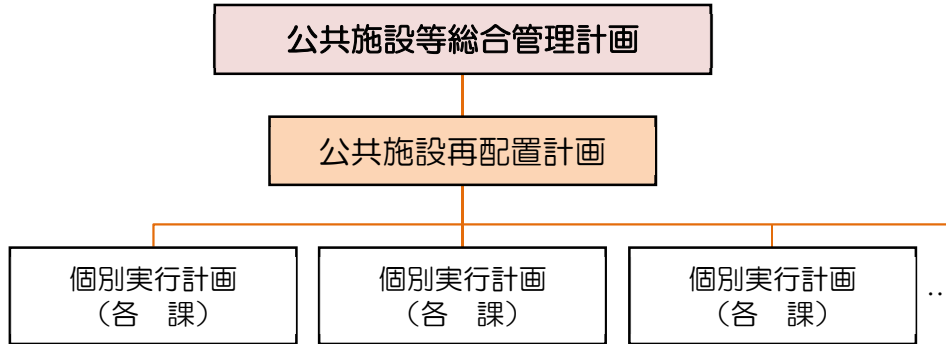 公共施設等総合管理計画
公共施設再配置計画
個別実行計画
（各　課）
個別実行計画
（各　課）
個別実行計画
（各　課）
‥